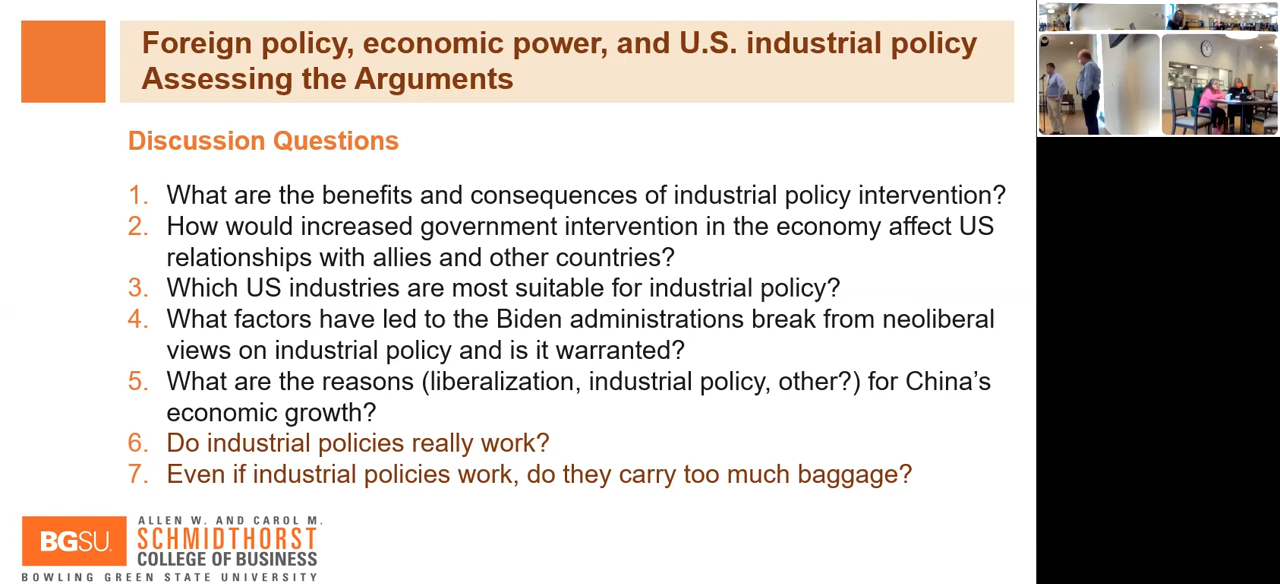 Foreign policy, economic power, and U.S. industrial policy
Assessing the Arguments
Discussion Questions
1. What are the benefits and consequences of industrial policy intervention?
2. How would increased government intervention in the economy affect US
relationships with allies and other countries?
3. Which US industries are most suitable for industrial policy?
4. What factors have led to the Biden administrations break from neoliberal
views on industrial policy and is it warranted?
5. What are the reasons (liberalization, industrial policy, other?) for China’s
economic growth?
6. Do industrial policies really work?
7. Even if industrial policies work, do they carry too much baggage?
BGSU.
ALLEN W. AND CAROL M.
SCHMIDTHORST
COLLEGE OF BUSINESS
BOWLING GREEN STATE UNIVERSITY